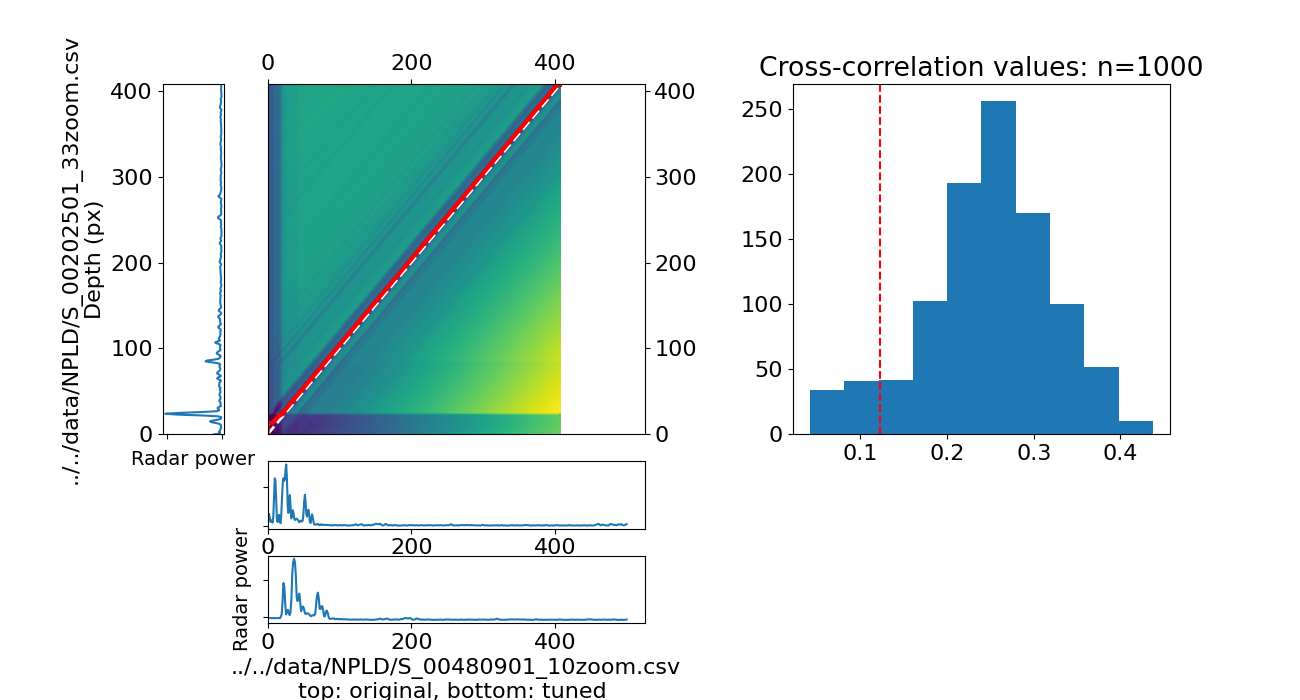 0 200 400
Cross-correlation values: n=1000
../../data/NPLD/S_00202501_33zoom.csv
Depth (px)
400
300
200
100
0
400
300
200
100
0
250
200
150
100
50
0
0.1 0.2 0.3 0.4
Radar power
0 200 400
Radar power
0 200 400
../../data/NPLD/S_00480901_10zoom.csv
top: original, bottom: tuned